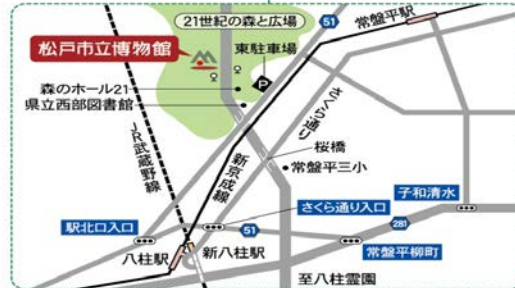 21世紀の森と広場
51
常盤平駅
松戸市立博物館
東駐車場
P
森のホール21
県立西部図書館
さくら通り
桜橋
JR武蔵野線
新京成線
常盤平三小
子和清水
さくら通り入口
駅北口入口
51
281
八柱駅
新八柱駅
常盤平柳町
至八柱霊園